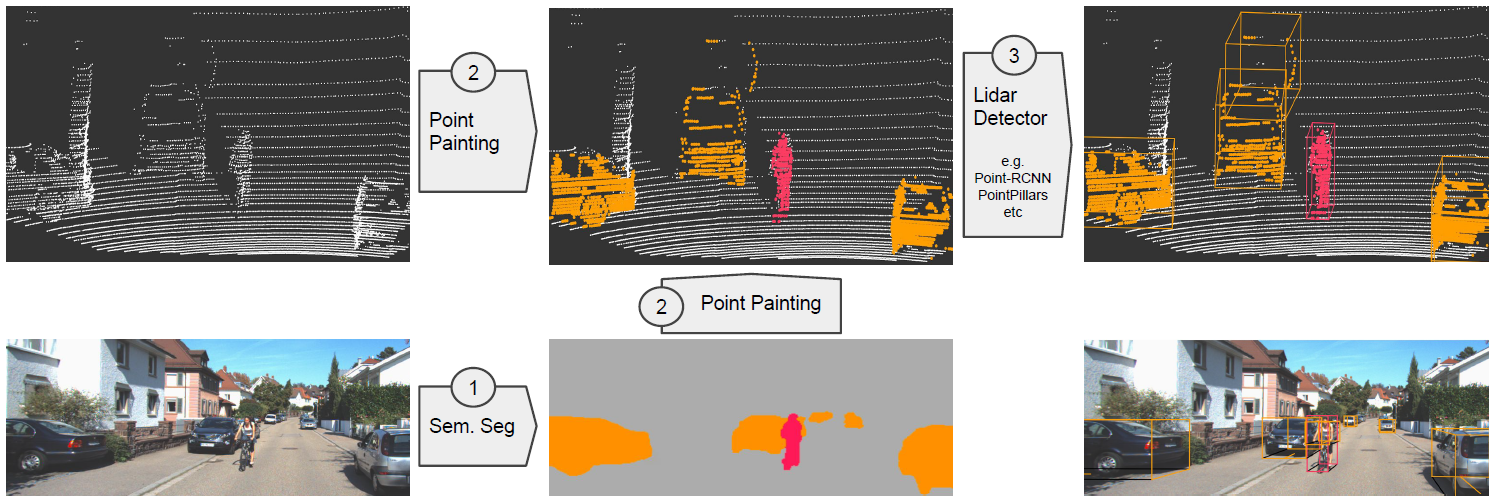 2
Point
Painting
3
Lidar
Detector
e.g.
Point-RCNN
PointPillars
etc
2
Point Painting
1
Sem. Seg